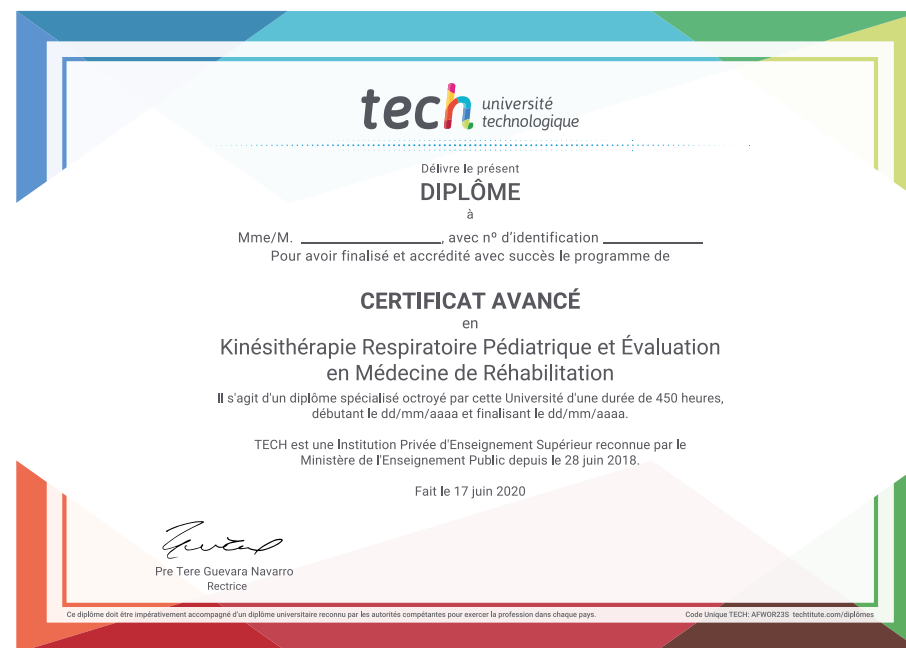 tech université
technologique
Délivre le présent
DIPLÔME
à
Mme/M. ____________________, avec nº d'identification ______________
Pour avoir finalisé et accrédité avec succès le programme de
CERTIFICAT AVANCÉ
en
Kinésithérapie Respiratoire Pédiatrique et Évaluation
en Médecine de Réhabilitation
Il s'agit d'un diplôme spécialisé octroyé par cette Université d'une durée de 450 heures,
débutant le dd/mm/aaaa et finalisant le dd/mm/aaaa.
TECH est une Institution Privée d'Enseignement Supérieur reconnue par le
Ministère de l'Enseignement Public depuis le 28 juin 2018.
Fait le 17 juin 2020
Pre Tere Guevara Navarro
Rectrice
Ce diplôme doit être impérativement accompagné d'un diplôme universitaire reconnu par les autorités compétentes pour exercer la profession dans chaque pays. Code Unique TECH: AFWOR23S techtitute.com/diplômes